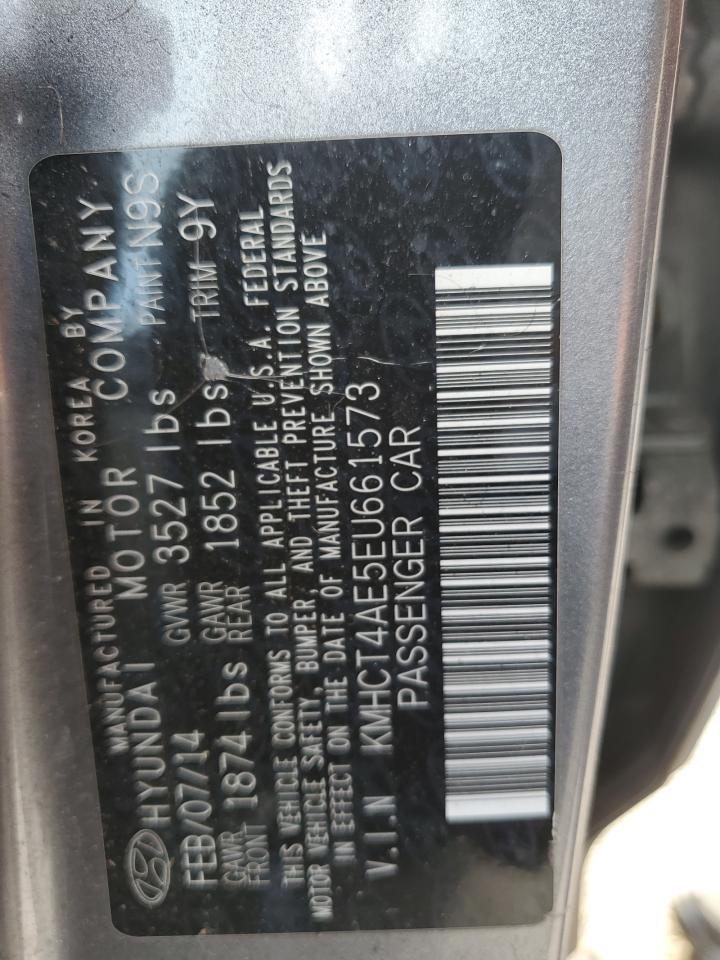 MANUFACTURED IN KOREA BY
HYUNDAI MOTOR COMPANY
FEB/07/14 GVWR 3527 lbs PAINT N9S
GAWR FRONT 1874 lbs GAWR REAR 1852 lbs TRIM 9Y
THIS VEHICLE CONFORMS TO ALL APPLICABLE U.S.A. FEDERAL
MOTOR VEHICLE SAFETY, BUMPER, AND THEFT PREVENTION STANDARDS
IN EFFECT ON THE DATE OF MANUFACTURE SHOWN ABOVE
V.I.N KMHCT4AE5EU661573
PASSENGER CAR